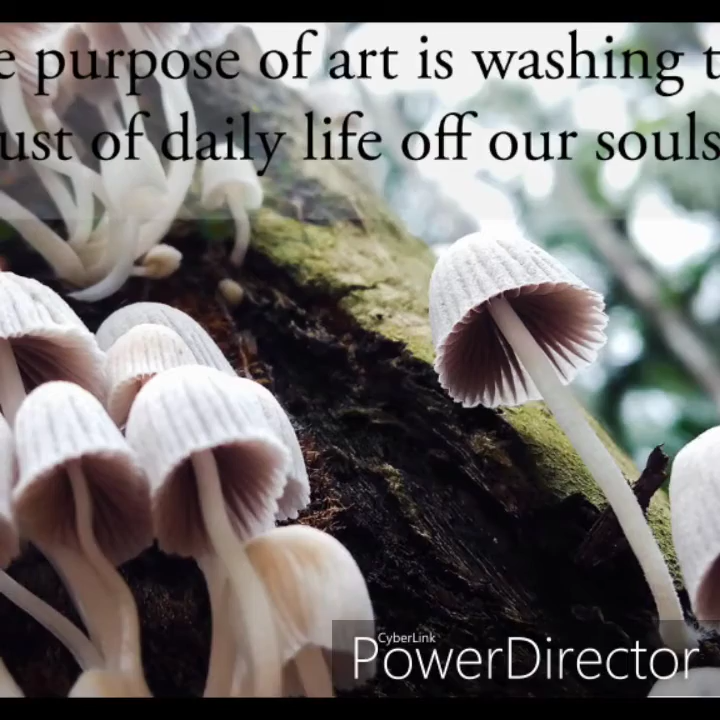 e purpose of art is washing t
ust of daily life off our souls
CyberLink
PowerDirector